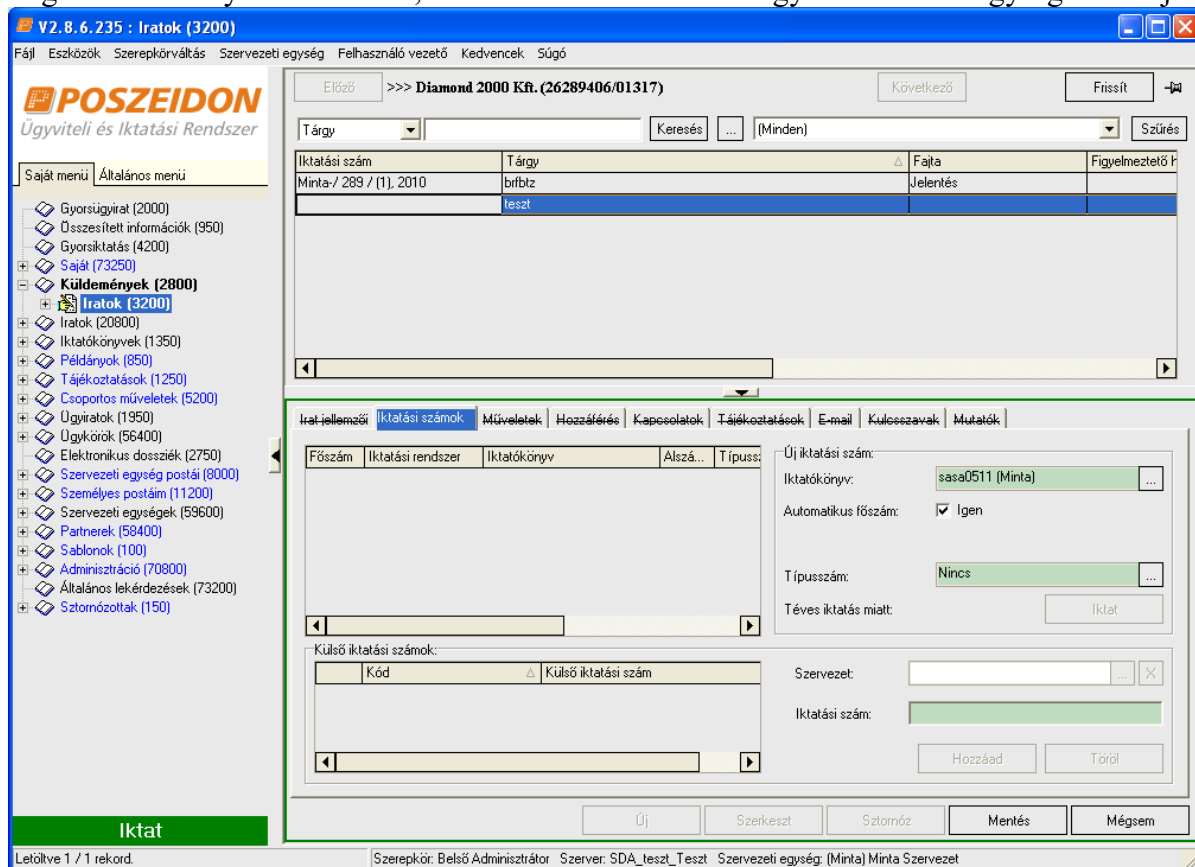 V2.8.6.235 : Iratok (3200)
Fájl Eszközök Szerepkörváltás Szervezeti egység Felhasználó vezető Kedvencek Súgó
POSZEIDON
Ügyviteli és Iktatási Rendszer
Előző >>> Diamond 2000 Kft. (26289406/01317) Következő Frissít
Tárgy Keresés ... (Minden) Szűrés
Saját menü Általános menü
Iktatási szám Tárgy Fajta Figyelmeztető h
Minta-/ 289 / (1), 2010 brfbtz Jelentés
teszt
Gyorsügyirat (2000)
Összesített információk (950)
Gyorsiktatás (4200)
Saját (73250)
Küldemények (2800)
Iratok (3200)
Iratok (20800)
Iktatókönyvek (1350)
Példányok (850)
Tájékoztatások (1250)
Csoportos műveletek (5200)
Ügyiratok (1950)
Ügykörök (56400)
Elektronikus dossziék (2750)
Szervezeti egység postái (8000)
Személyes postáim (11200)
Szervezeti egységek (59600)
Partnerek (58400)
Sablonok (100)
Adminisztráció (70800)
Általános lekérdezések (73200)
Sztornózottak (150)
Irat jellemzői Iktatási számok Műveletek Hozzáférés Kapcsolatok Tájékoztatások E-mail Kulcsszavak Mutatók
Főszám Iktatási rendszer Iktatókönyv Alszá... Típussz
Új iktatási szám:
Iktatókönyv: sasa0511 (Minta) ...
Automatikus főszám: Igen
Típusszám: Nincs ...
Téves iktatás miatt: Iktat
Külső iktatási számok:
Kód Külső iktatási szám
Szervezet: ... X
Iktatási szám:
Hozzáad Töröl
Új Szerkeszt Sztornóz Mentés Mégsem
Iktat
Letöltve 1 / 1 rekord. Szerepkör: Belső Adminisztrátor Szerver: SDA_teszt_Teszt Szervezeti egység: (Minta) Minta Szervezet